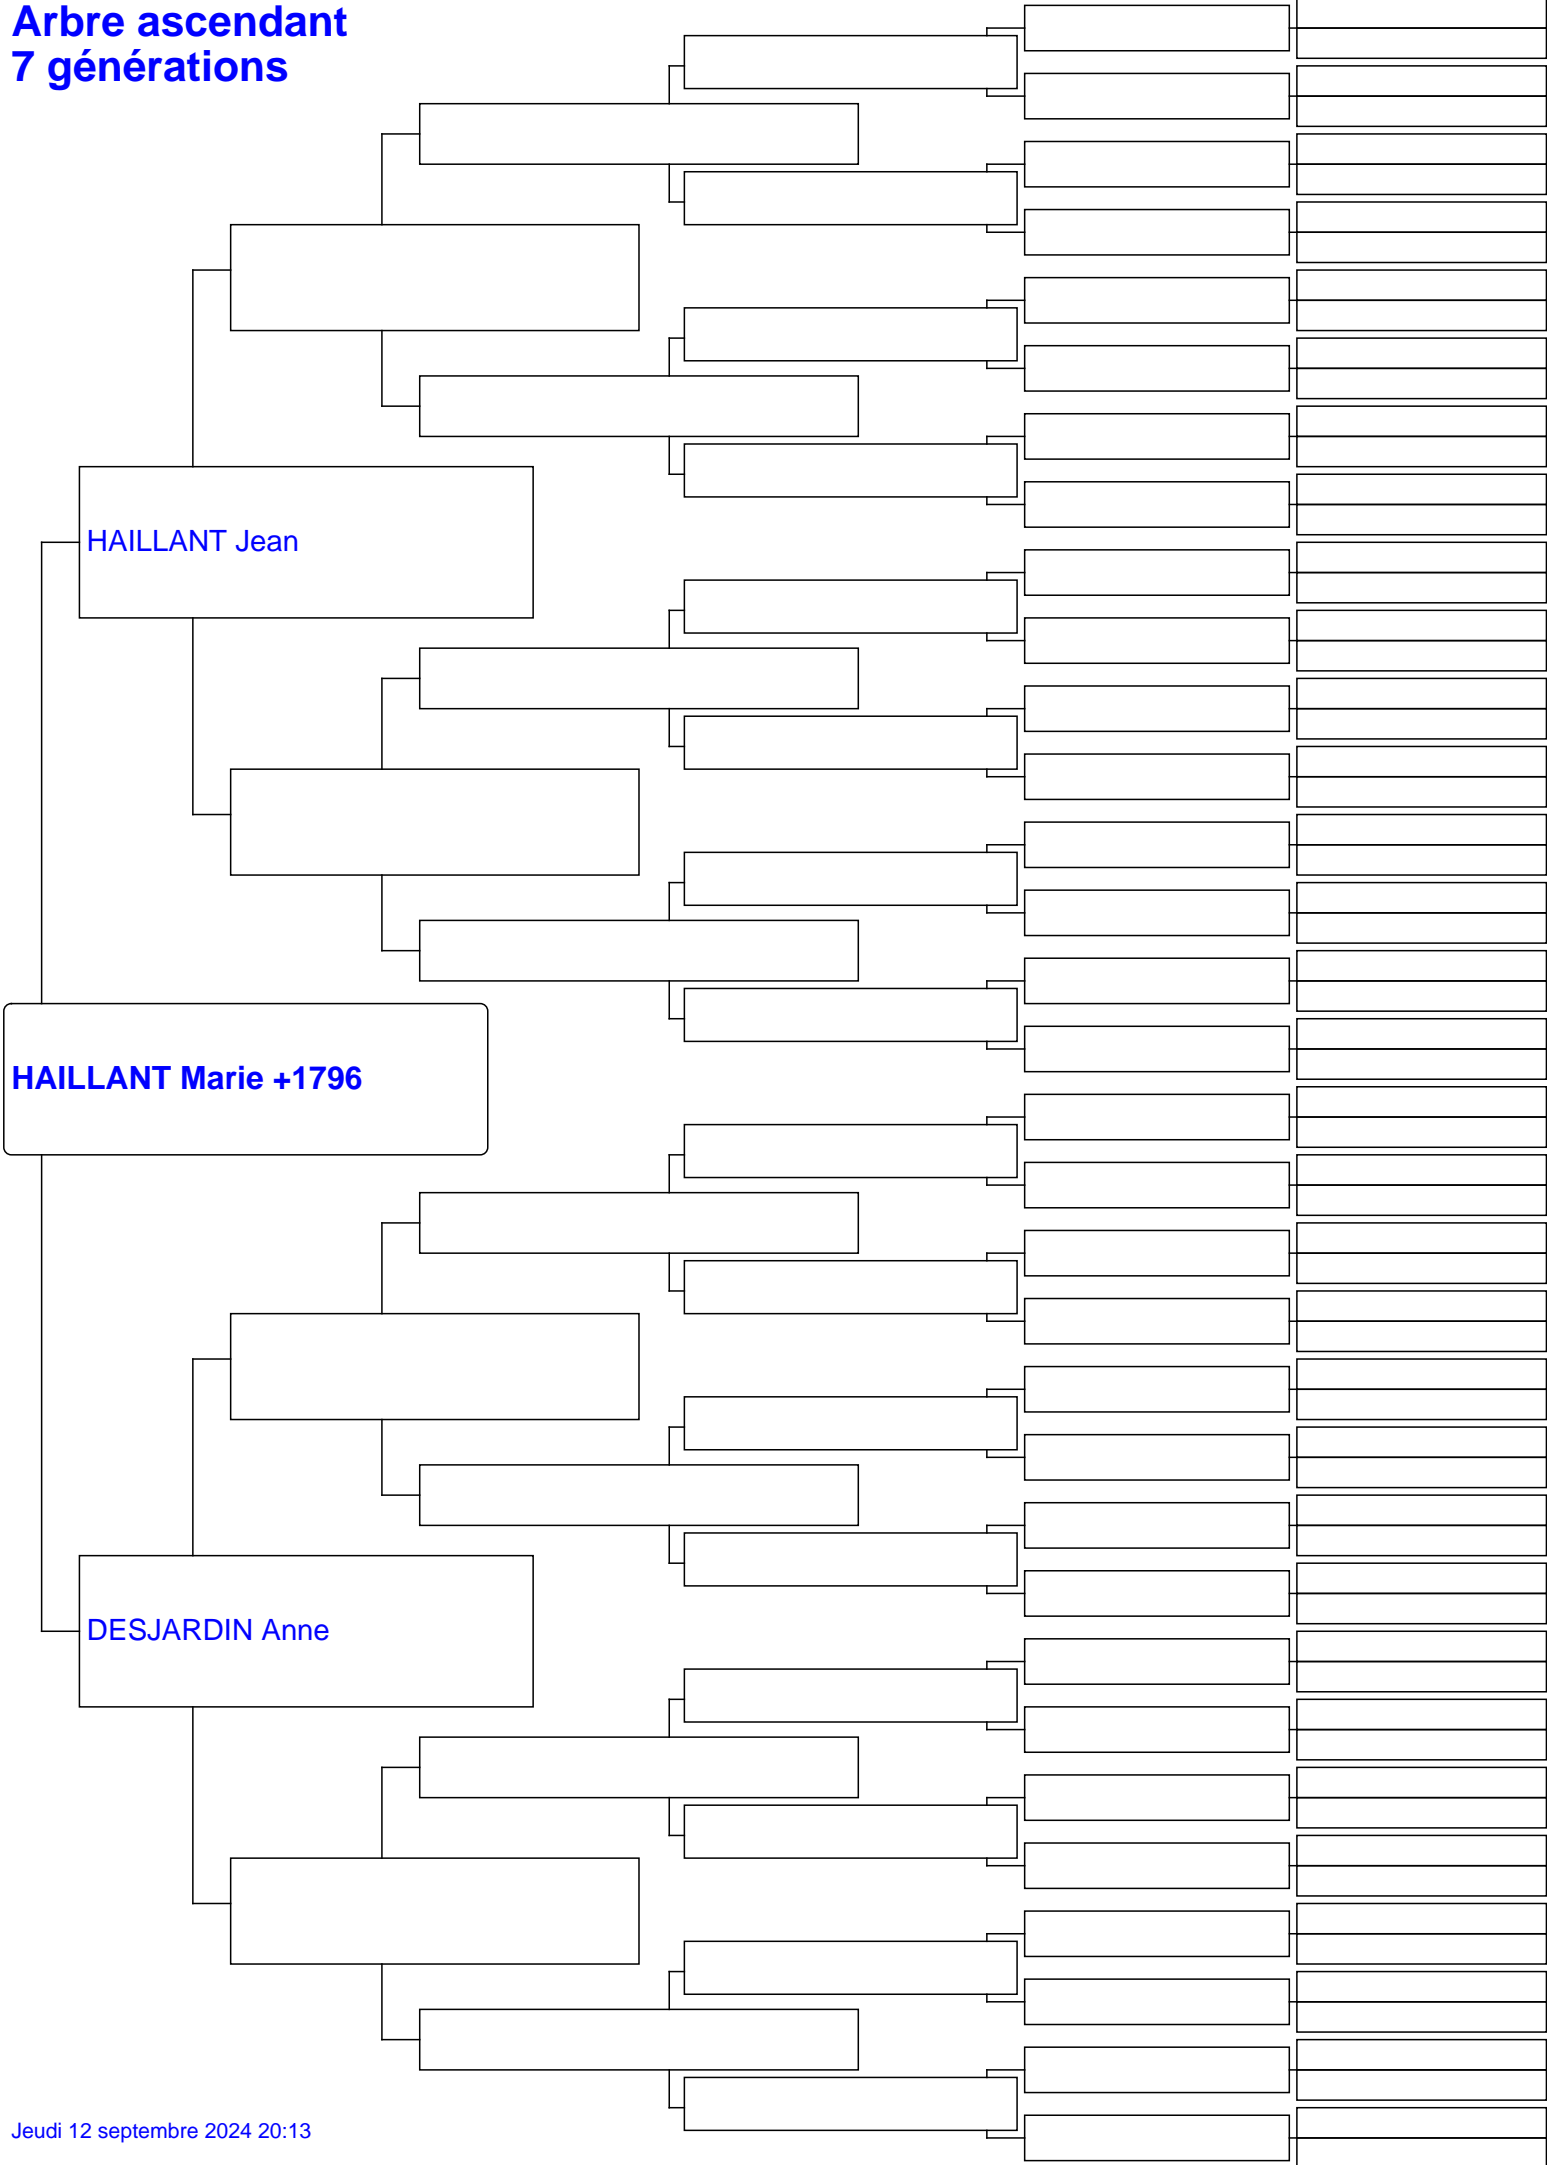 Arbre ascendant
7 générations
HAILLANT Jean
HAILLANT Marie +1796
DESJARDIN Anne
Jeudi 12 septembre 2024 20:13